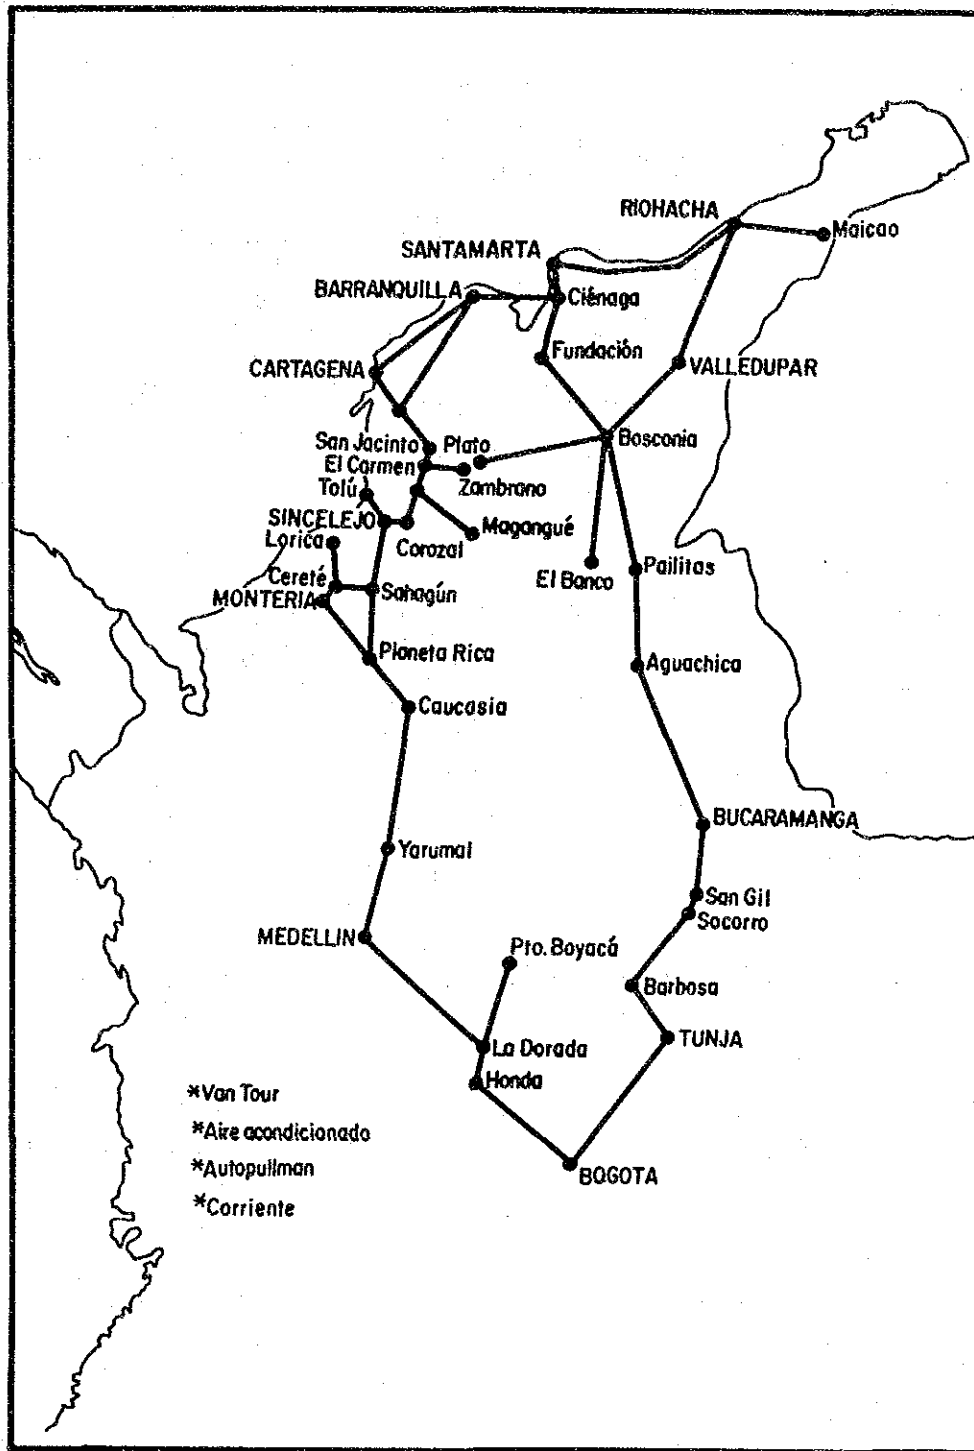 RIOHACHA
Maicao
SANTAMARTA
BARRANQUILLA
Ciénaga
Fundación
CARTAGENA
VALLEDUPAR
San Jacinto
Plato
Bosconia
El Carmen
Zambrano
Tolú
SINCELEJO
Corozal
Magangué
Lorica
El Banco
Pailitas
Cereté
Sahagún
MONTERIA
Planeta Rica
Aguachica
Caucasia
BUCARAMANGA
Yarumal
San Gil
Socorro
MEDELLIN
Pto. Boyacá
Barbosa
TUNJA
La Dorada
Honda
*Van Tour
*Aire acondicionado
*Autopullman
*Corriente
BOGOTA